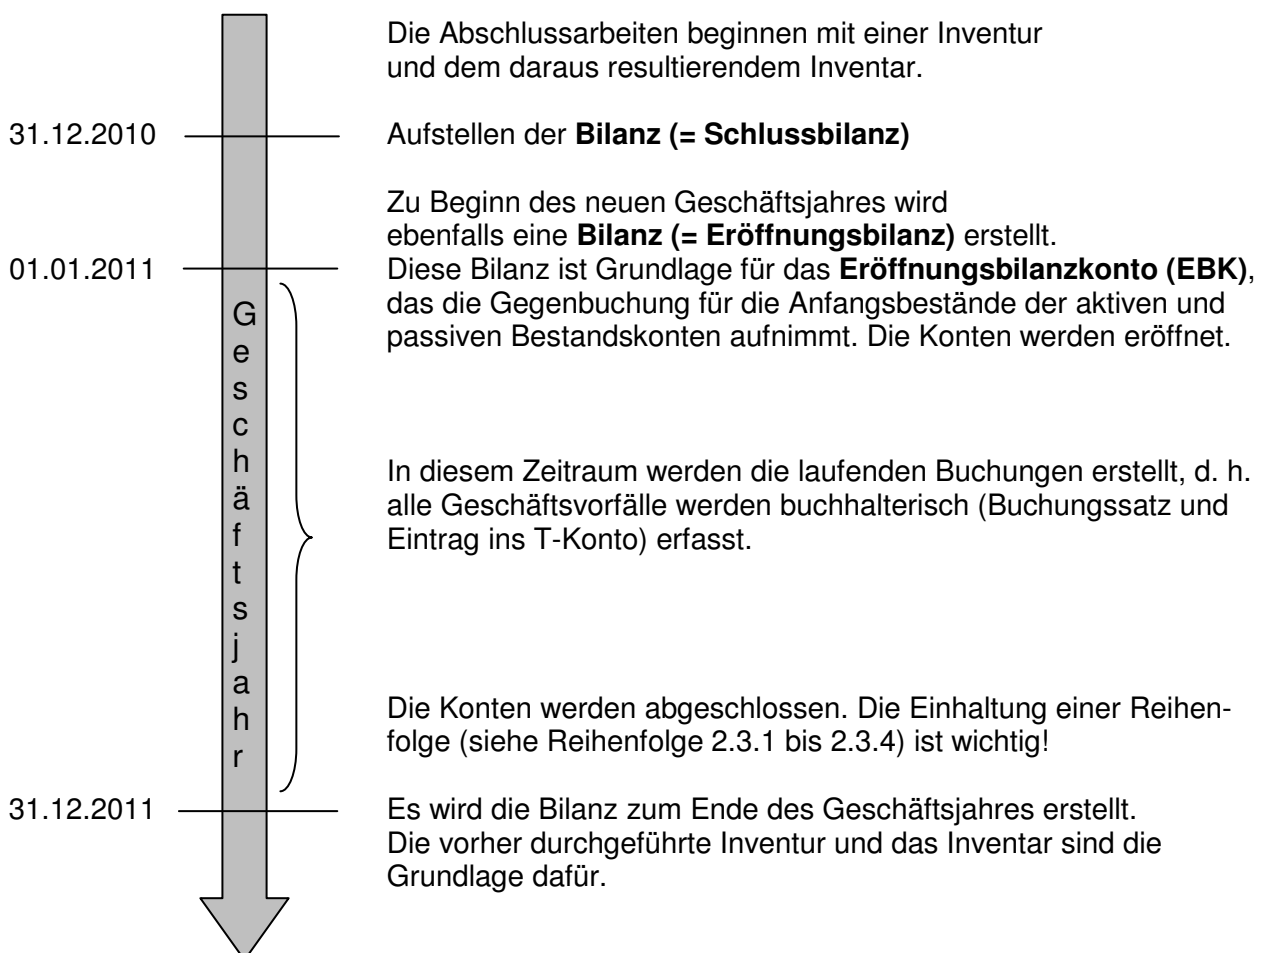 Die Abschlussarbeiten beginnen mit einer Inventur
und dem daraus resultierendem Inventar.
31.12.2010 Aufstellen der Bilanz (= Schlussbilanz)
Zu Beginn des neuen Geschäftsjahres wird
ebenfalls eine Bilanz (= Eröffnungsbilanz) erstellt.
01.01.2011 Diese Bilanz ist Grundlage für das Eröffnungsbilanzkonto (EBK),
das die Gegenbuchung für die Anfangsbestände der aktiven und
passiven Bestandskonten aufnimmt. Die Konten werden eröffnet.
Geschäftsjahr
In diesem Zeitraum werden die laufenden Buchungen erstellt, d. h.
alle Geschäftsvorfälle werden buchhalterisch (Buchungssatz und
Eintrag ins T-Konto) erfasst.
Die Konten werden abgeschlossen. Die Einhaltung einer Reihen-
folge (siehe Reihenfolge 2.3.1 bis 2.3.4) ist wichtig!
31.12.2011 Es wird die Bilanz zum Ende des Geschäftsjahres erstellt.
Die vorher durchgeführte Inventur und das Inventar sind die
Grundlage dafür.